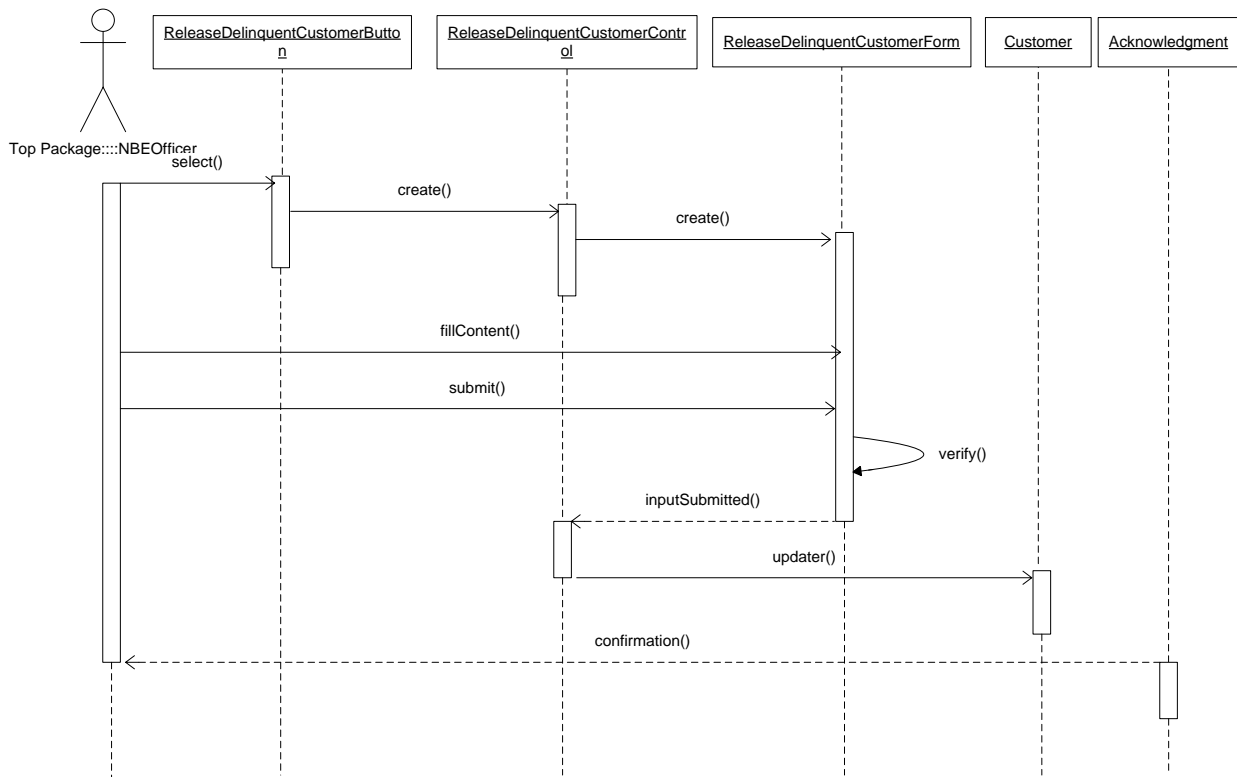 ReleaseDelinquentCustomerButto
n
ReleaseDelinquentCustomerContr
ol
ReleaseDelinquentCustomerForm
Customer
Acknowledgment
Top Package::::NBEOfficer
select()
create()
create()
fillContent()
submit()
verify()
inputSubmitted()
updater()
confirmation()